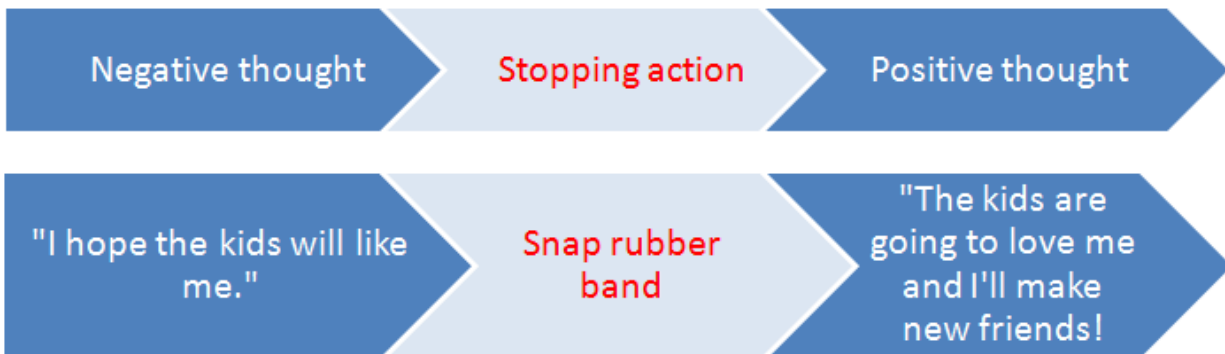 Negative thought
Stopping action
Positive thought
"I hope the kids will like
me."
Snap rubber
band
"The kids are
going to love me
and I'll make
new friends!